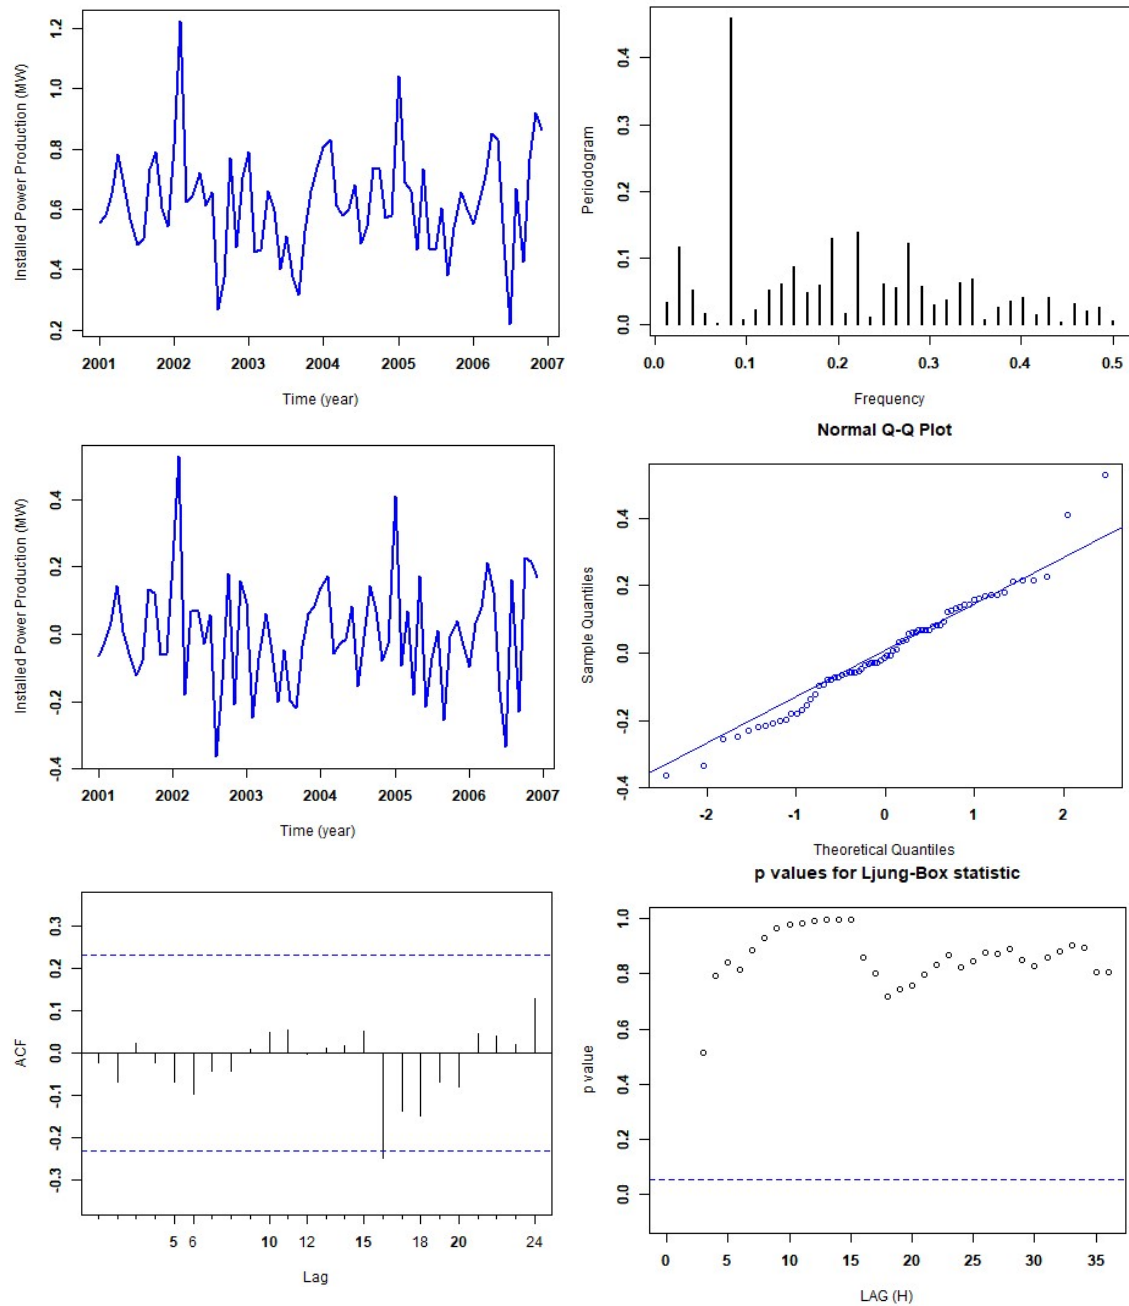 Installed Power Production (MW)
1.2
1.0
0.8
0.6
0.4
0.2
2001 2002 2003 2004 2005 2006 2007
Time (year)
Periodogram
0.4
0.3
0.2
0.1
0.0
0.0 0.1 0.2 0.3 0.4 0.5
Frequency
Installed Power Production (MW)
0.4
0.2
0.0
-0.2
-0.4
2001 2002 2003 2004 2005 2006 2007
Time (year)
Normal Q-Q Plot
Sample Quantiles
0.4
0.2
0.0
-0.2
-0.4
-2 -1 0 1 2
Theoretical Quantiles
ACF
0.3
0.2
0.1
0.0
-0.1
-0.2
-0.3
5 6 10 12 15 18 20 24
Lag
p values for Ljung-Box statistic
p value
1.0
0.8
0.6
0.4
0.2
0.0
0 5 10 15 20 25 30 35
LAG (H)